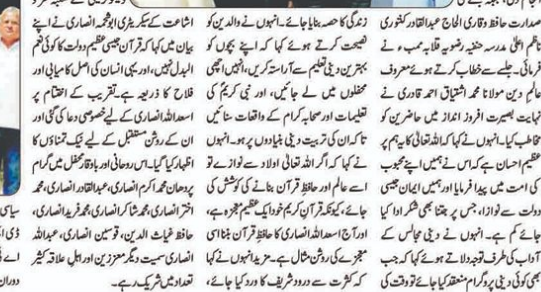 صدارت حافظ وقاری الحاج عبدالقادر کھتوری
ناظم اعلیٰ مدرسہ حنفیہ رضویہ قلابہ ممبء نے
فرمائی۔ جلسے سے خطاب کرتے ہوئے معروف
عالم دین مولانا محمد اشتیاق احمد قادری نے
نہایت بصیرت افروز انداز میں حاضرین کو
مخاطب کیا۔ انہوں نے کہا کہ اللہ تعالیٰ کا یہ ہم پر
عظیم احسان ہے کہ اس نے ہمیں اپنے محبوب
کی امت میں پیدا فرمایا اور ہمیں ایمان جیسی
دولت سے نوازا، جس پر جتنا بھی شکر ادا کیا
جائے کم ہے۔ انہوں نے دینی مجالس کے
آداب کی طرف توجہ دلاتے ہوئے کہا کہ جب
بھی کوئی دینی پروگرام منعقد کیا جائے تو وقت کی
زندگی کا حصہ بنایا جائے۔ انہوں نے والدین کو
نصیحت کرتے ہوئے کہا کہ اپنے بچوں کو
بہترین دینی تعلیم سے آراستہ کریں، انہیں اچھی
محفلوں میں لے جائیں، اور نبی کریم کی
تعلیمات اور صحابہ کرام کے واقعات سنائیں
تاکہ ان کی تربیت دینی بنیادوں پر ہو۔ انہوں
نے کہا کہ اگر اللہ تعالیٰ اولاد سے نوازے تو
اسے عالم اور حافظ قرآن بنانے کی کوشش کی
جائے، کیونکہ قرآن کریم خود ایک عظیم معجزہ ہے،
اور آج اسعد اللہ انصاری کا حافظ قرآن بننا اسی
معجزے کی روشن مثال ہے۔ مزید انہوں نے کہا
کہ کثرت سے درود شریف کا ورد کیا جائے،
اشاعت کے سیکریٹری ابو محمد انصاری نے اپنے
بیان میں کہا کہ قرآن جیسی عظیم دولت کا کوئی نعم
البدل نہیں، اور یہی انسان کی اصل کامیابی اور
فلاح کا ذریعہ ہے۔ تقریب کے اختتام پر
اسعد اللہ انصاری کے لیے خصوصی دعا کی گئی اور
ان کے روشن مستقبل کے لیے نیک تمناؤں کا
اظہار کیا گیا۔ اس روحانی اور باوقار محفل میں گرام
پردھان محمد اکرم انصاری، عبدالقادر انصاری، محمد
اختر انصاری، محمد شاکر انصاری، محمد فرید انصاری،
حافظ غیاث الدین، قوسین انصاری، عبداللہ
انصاری سمیت دیگر معززین اور اہل علاقہ کثیر
تعداد میں شریک رہے۔
سیاسی
دوران